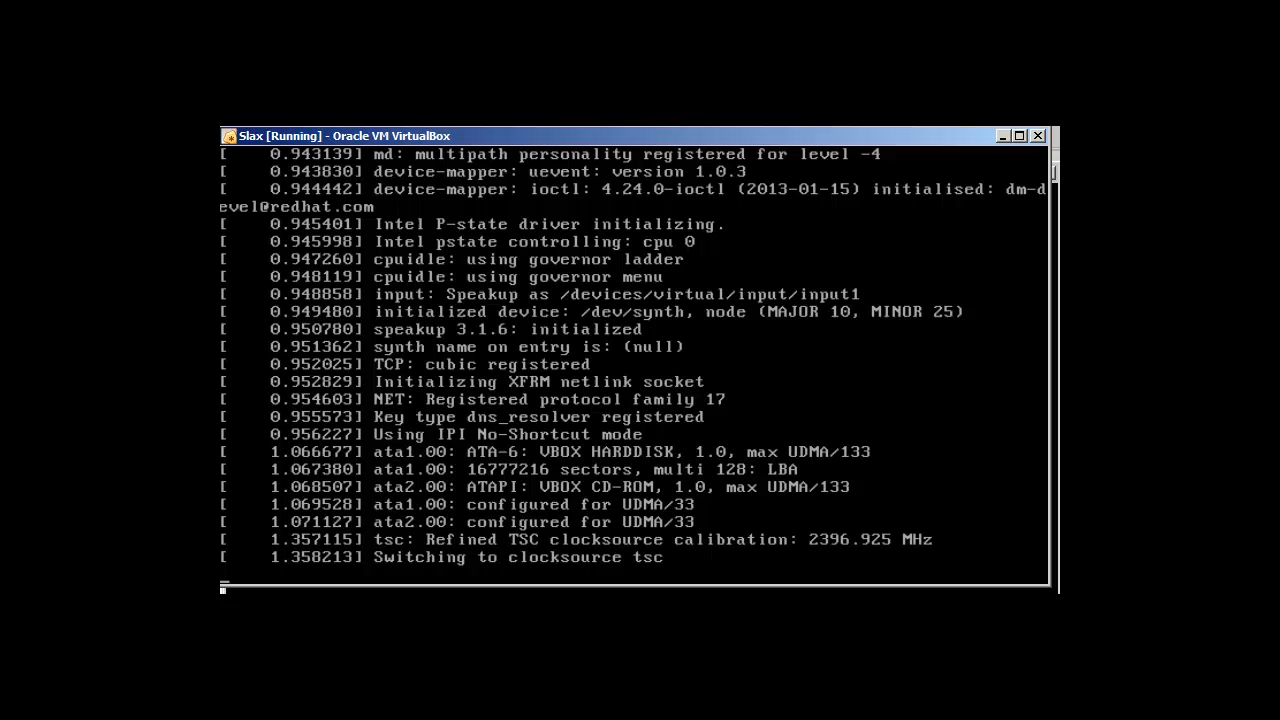 Slax [Running] - Oracle VM VirtualBox
[    0.943139] md: multipath personality registered for level -4
[    0.943830] device-mapper: uevent: version 1.0.3
[    0.944442] device-mapper: ioctl: 4.24.0-ioctl (2013-01-15) initialised: dm-d
evel@redhat.com
[    0.945401] Intel P-state driver initializing.
[    0.945998] Intel pstate controlling: cpu 0
[    0.947260] cpuidle: using governor ladder
[    0.948119] cpuidle: using governor menu
[    0.948858] input: Speakup as /devices/virtual/input/input1
[    0.949480] initialized device: /dev/synth, node (MAJOR 10, MINOR 25)
[    0.950780] speakup 3.1.6: initialized
[    0.951362] synth name on entry is: (null)
[    0.952025] TCP: cubic registered
[    0.952829] Initializing XFRM netlink socket
[    0.954603] NET: Registered protocol family 17
[    0.955573] Key type dns_resolver registered
[    0.956227] Using IPI No-Shortcut mode
[    1.066677] ata1.00: ATA-6: VBOX HARDDISK, 1.0, max UDMA/133
[    1.067380] ata1.00: 16777216 sectors, multi 128: LBA
[    1.068507] ata2.00: ATAPI: VBOX CD-ROM, 1.0, max UDMA/133
[    1.069528] ata1.00: configured for UDMA/33
[    1.071127] ata2.00: configured for UDMA/33
[    1.357115] tsc: Refined TSC clocksource calibration: 2396.925 MHz
[    1.358213] Switching to clocksource tsc